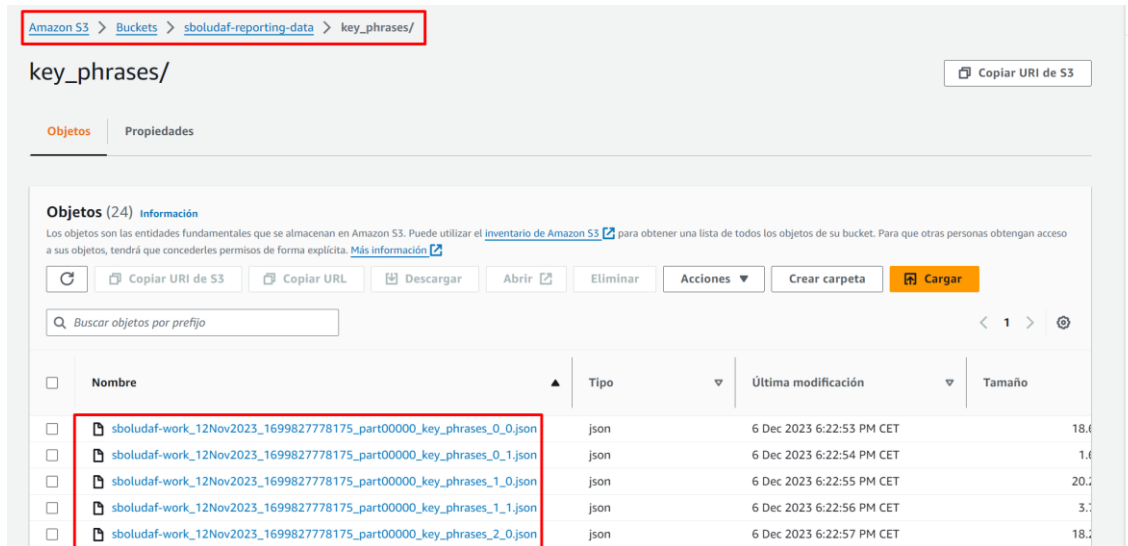 Amazon S3 > Buckets > sboludaf-reporting-data > key_phrases/
key_phrases/
Copiar URI de S3
Objetos Propiedades
Objetos (24) Información
Los objetos son las entidades fundamentales que se almacenan en Amazon S3. Puede utilizar el inventario de Amazon S3 para obtener una lista de todos los objetos de su bucket. Para que otras personas obtengan acceso
a sus objetos, tendrá que concederles permisos de forma explícita. Más información
Copiar URI de S3 Copiar URL Descargar Abrir Eliminar Acciones Crear carpeta Cargar
Buscar objetos por prefijo < 1 >
Nombre Tipo Última modificación Tamaño
sboludaf-work_12Nov2023_1699827778175_part00000_key_phrases_0_0.json json 6 Dec 2023 6:22:53 PM CET
sboludaf-work_12Nov2023_1699827778175_part00000_key_phrases_0_1.json json 6 Dec 2023 6:22:54 PM CET
sboludaf-work_12Nov2023_1699827778175_part00000_key_phrases_1_0.json json 6 Dec 2023 6:22:55 PM CET
sboludaf-work_12Nov2023_1699827778175_part00000_key_phrases_1_1.json json 6 Dec 2023 6:22:56 PM CET
sboludaf-work_12Nov2023_1699827778175_part00000_key_phrases_2_0.json json 6 Dec 2023 6:22:57 PM CET